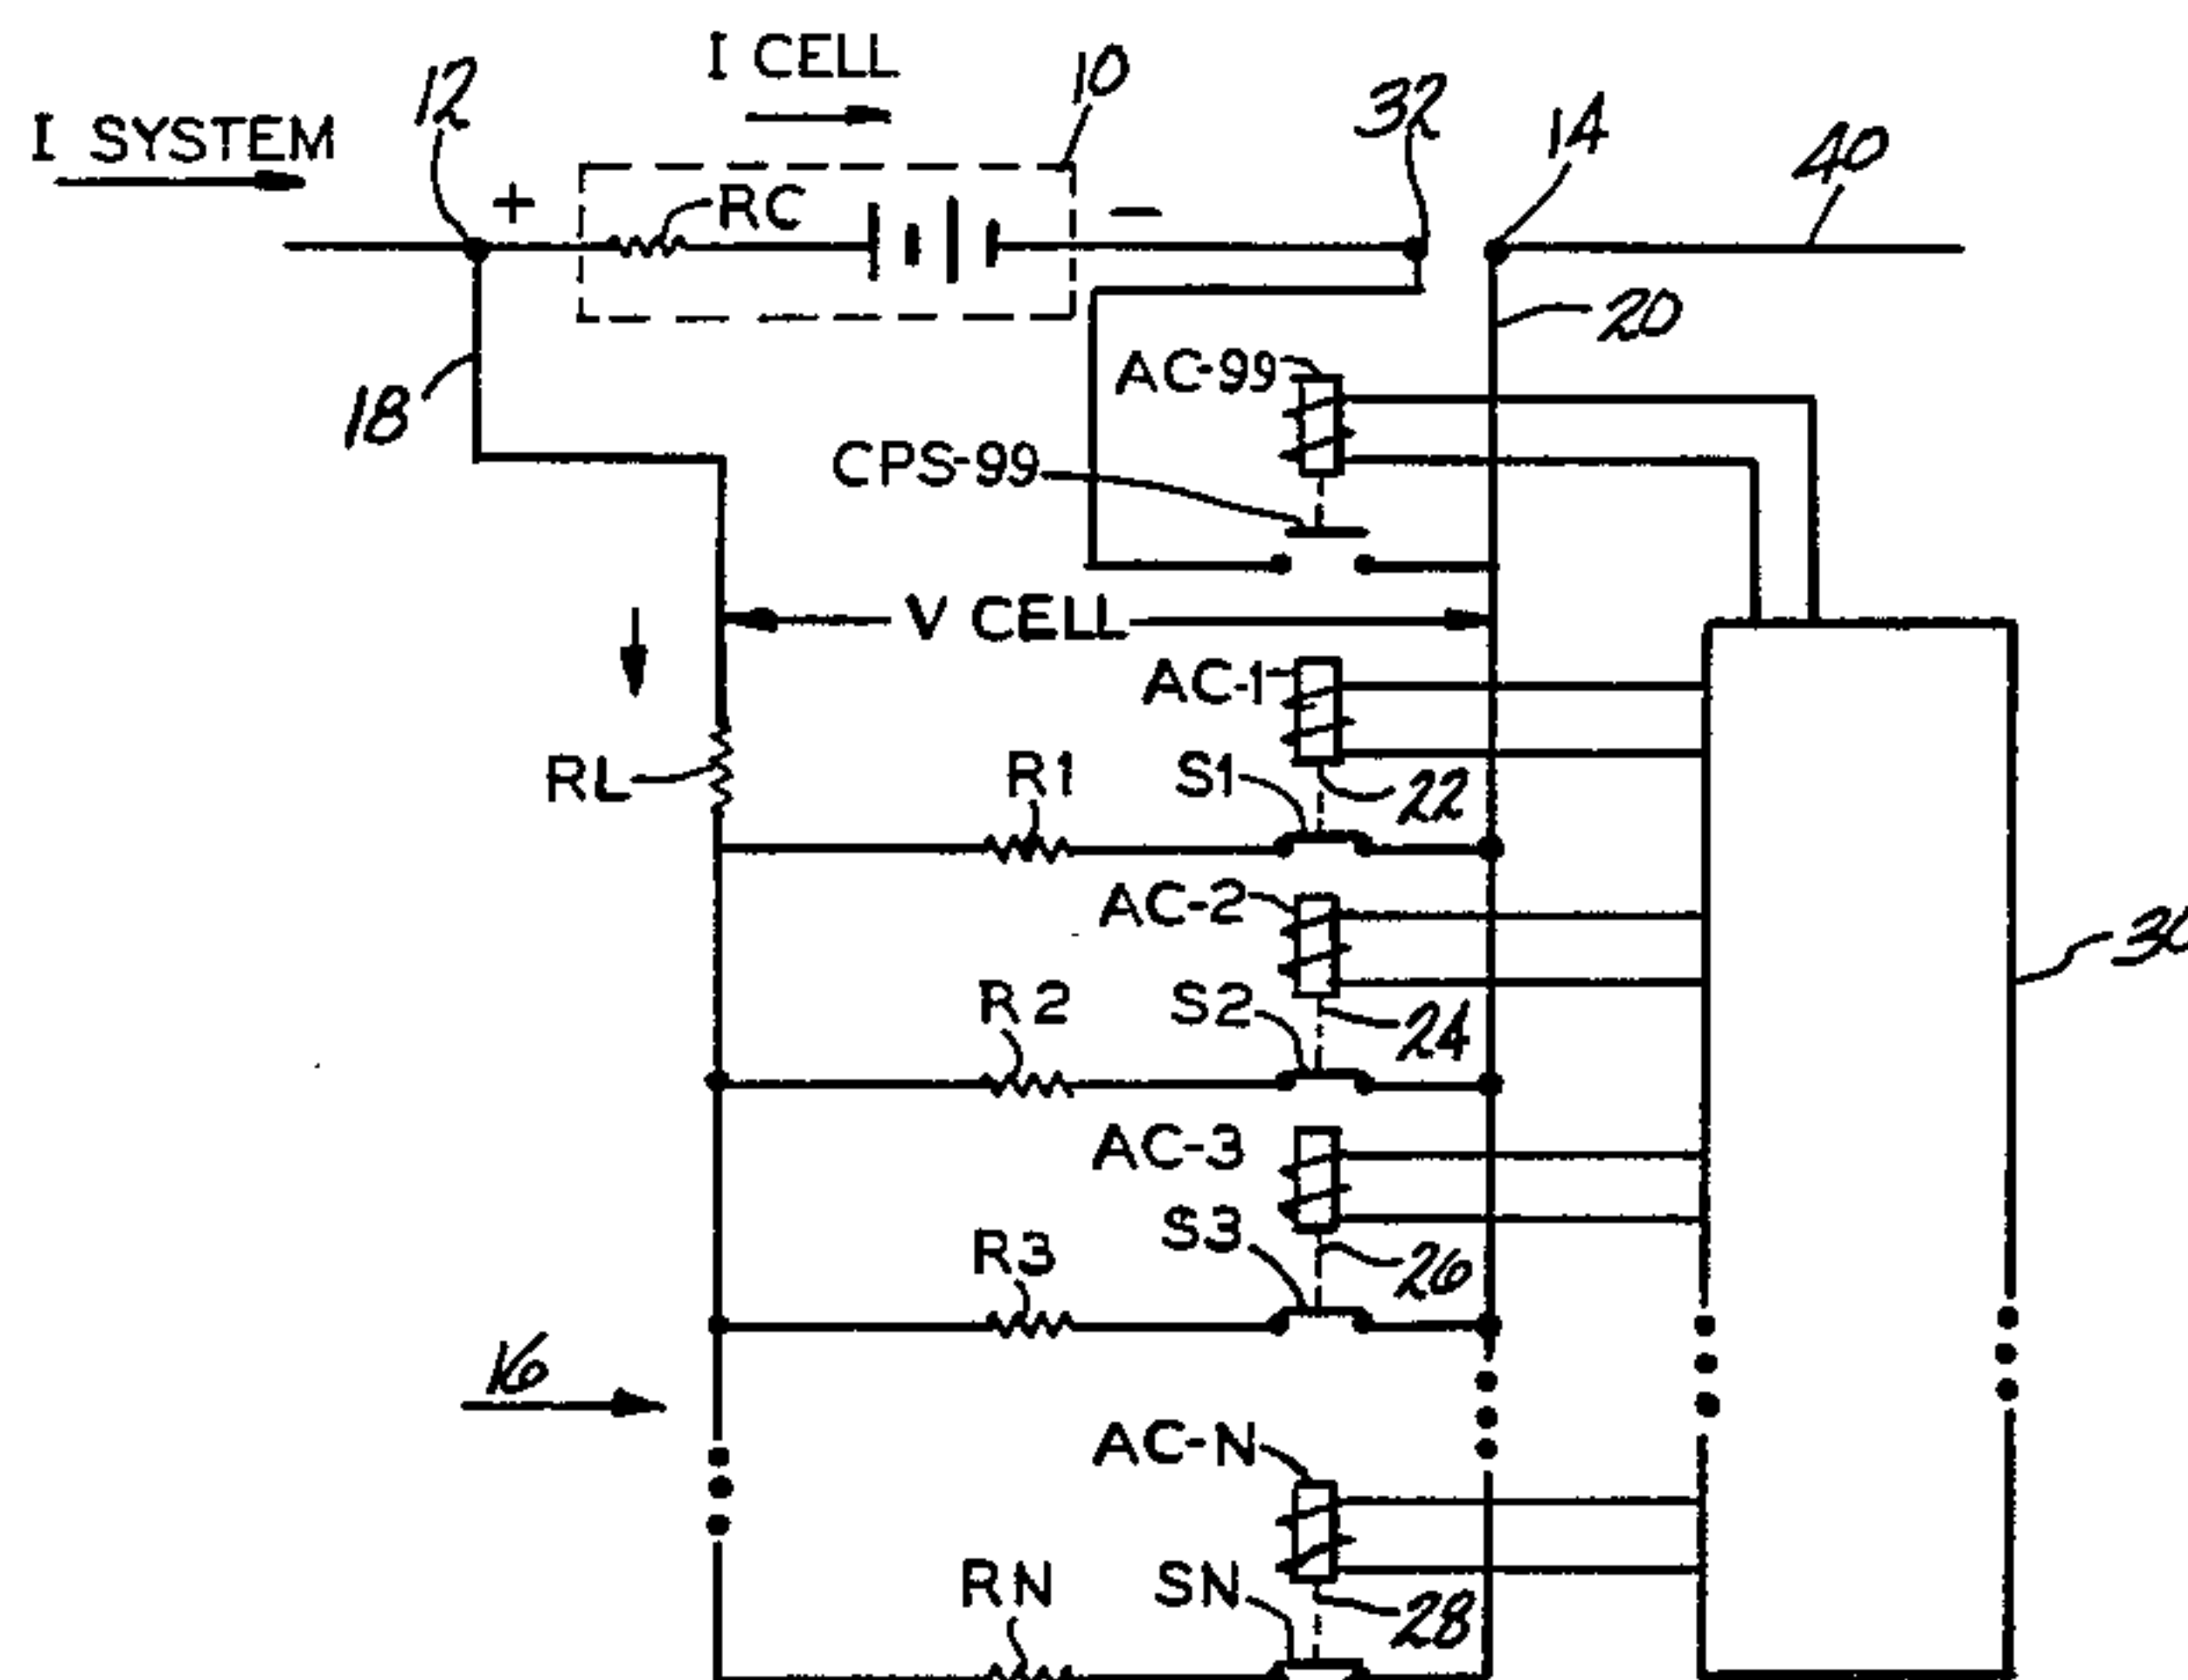 I CELL
10
12
32
14
I SYSTEM
40
+
RC
−
20
AC-99
18
CPS-99
V CELL
AC-1
RL
R1
S1
22
AC-2
30
R2
S2
24
AC-3
S3
R3
26
16
AC-N
RN
SN
28